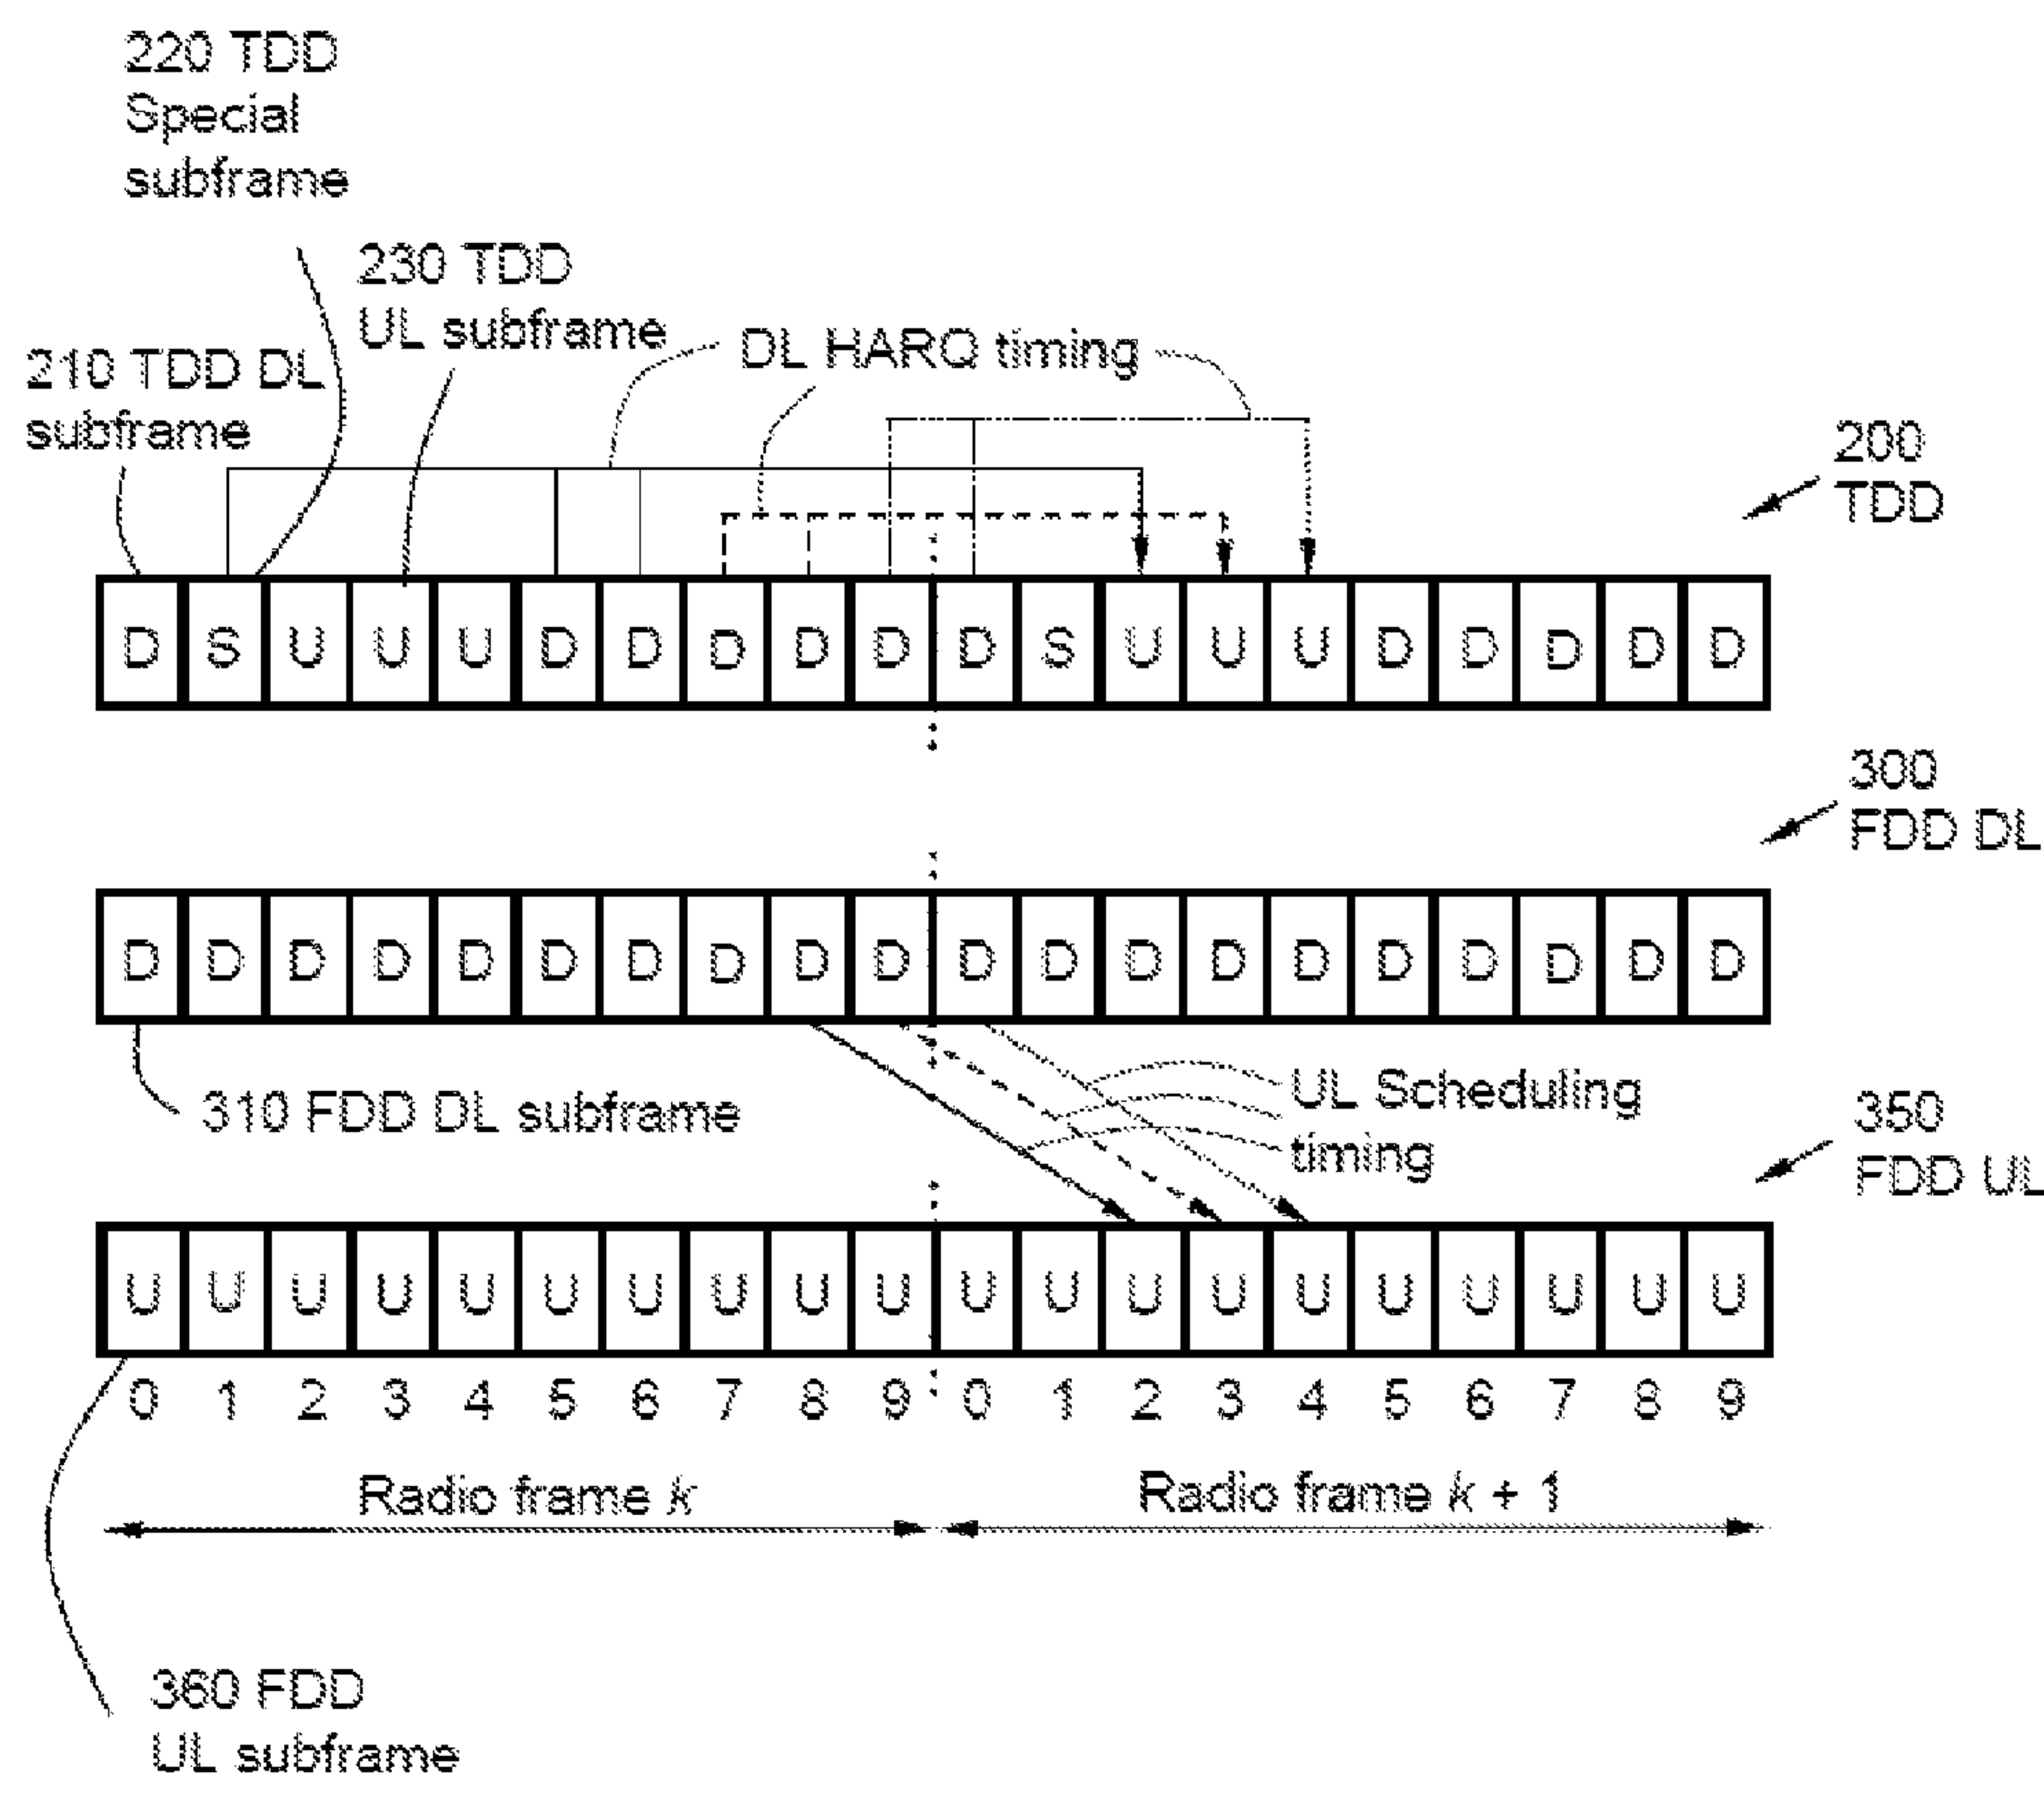 220 TDD
Special
subframe
230 TDD
UL subframe
DL HARQ timing
210 TDD DL
subframe
200
TDD
D S U U U D D D D D D S U U U D D D D D
300
FDD DL
D D D D D D D D D D D D D D D D D D D D
310 FDD DL subframe
UL Scheduling
timing
350
FDD UL
U U U U U U U U U U U U U U U U U U U U
0 1 2 3 4 5 6 7 8 9 0 1 2 3 4 5 6 7 8 9
Radio frame k
Radio frame k + 1
360 FDD
UL subframe